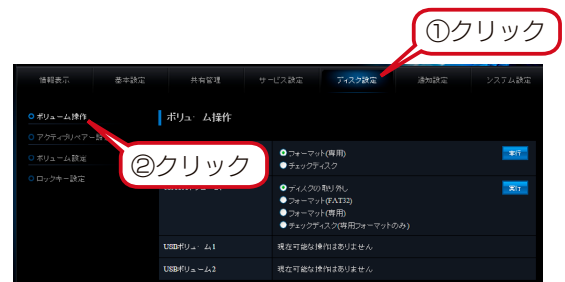 ①クリック
情報表示 基本設定 共有管理 サービス設定 ディスク設定 通知設定 システム設定
ボリューム操作
ボリューム操作
アクティブリペアー
ボリューム設定
ロックキー設定
②クリック
フォーマット(専用)
チェックディスク
実行
ディスクの取り外し
フォーマット(FAT32)
フォーマット(専用)
チェックディスク(専用フォーマットのみ)
実行
USBボリューム1 現在可能な操作はありません
USBボリューム2 現在可能な操作はありません